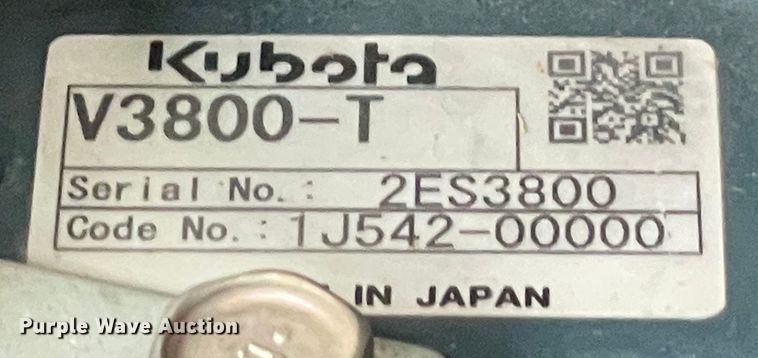 Kubota
V3800-T
Serial No. : 2ES3800
Code No. : 1J542-00000
IN JAPAN
Purple Wave Auction